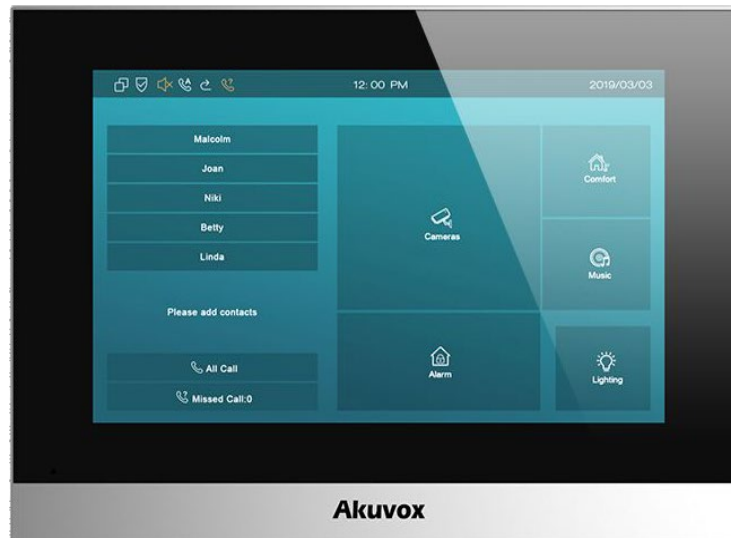 12:00 PM
2019/03/03
Malcolm
Joan
Niki
Betty
Linda
Please add contacts
All Call
Missed Call:0
Cameras
Alarm
Comfort
Music
Lighting
Akuvox